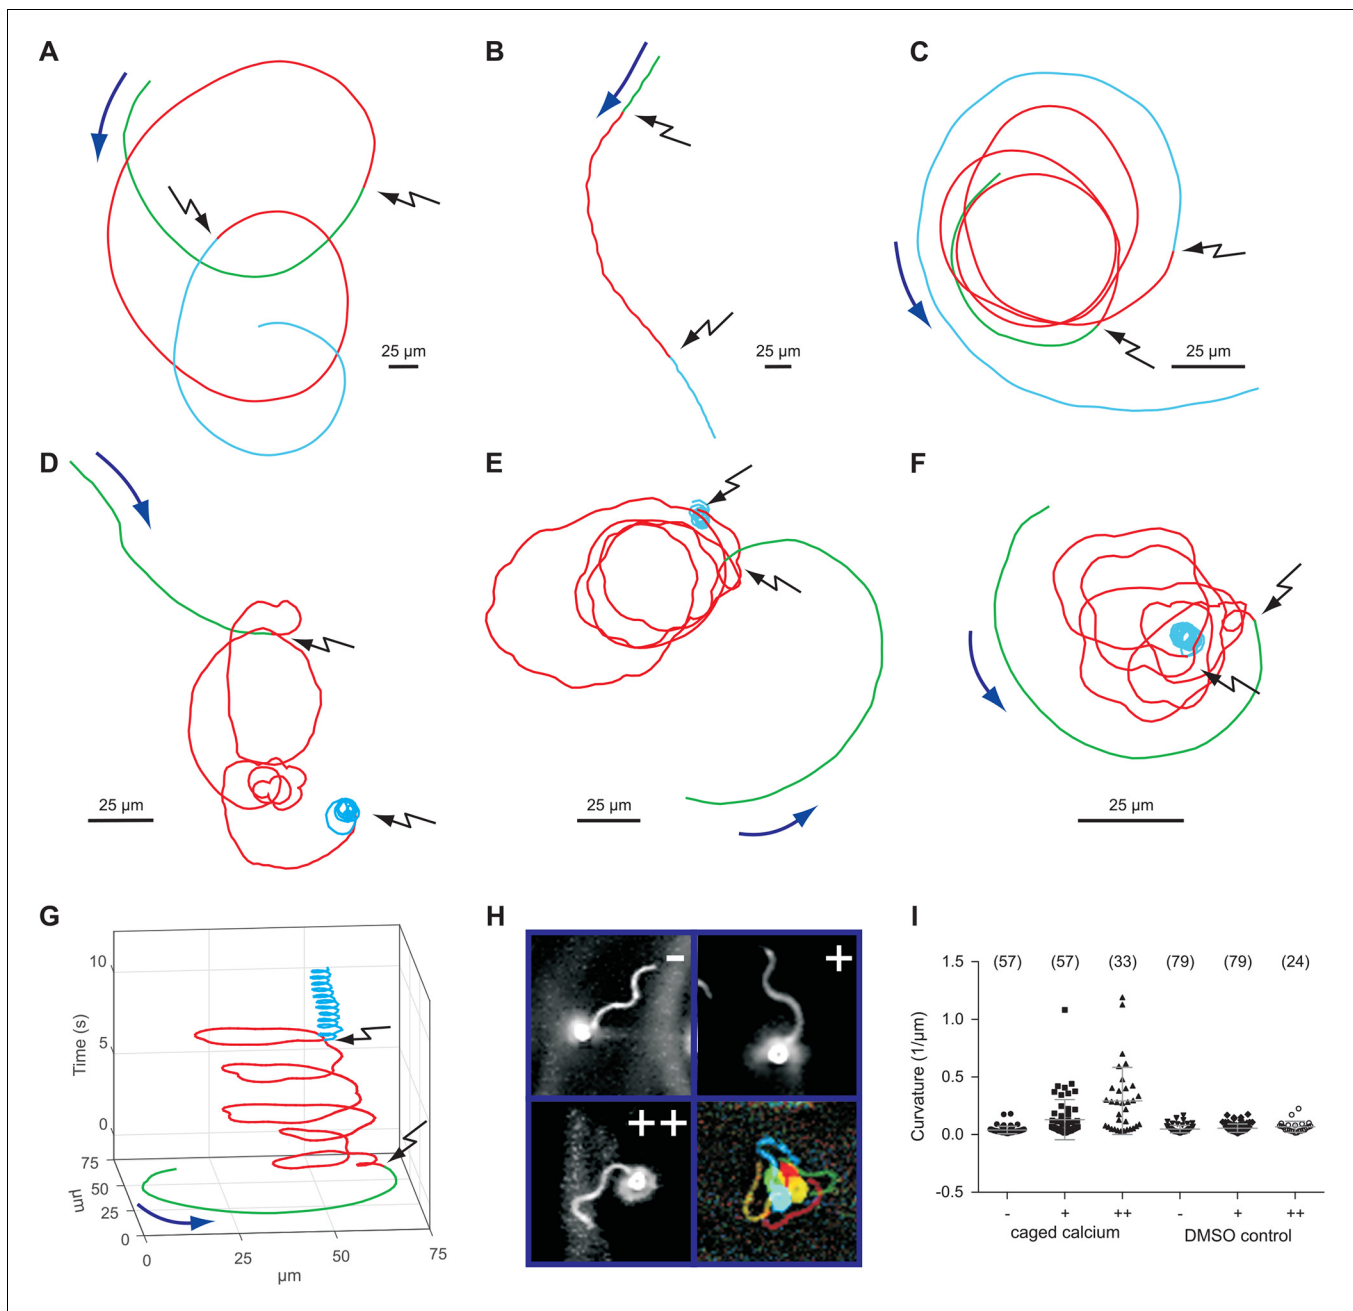 A
B
C
25 µm
25 µm
25 µm
D
E
F
25 µm
25 µm
25 µm
G
H
I
10
5
0
Time (s)
75
50
25
0
µm
0
25
50
75
µm
-
+
++
1.5
1.0
0.5
0.0
-0.5
Curvature (1/µm)
(57) (57) (33) (79) (79) (24)
- + ++ - + ++
caged calcium DMSO control